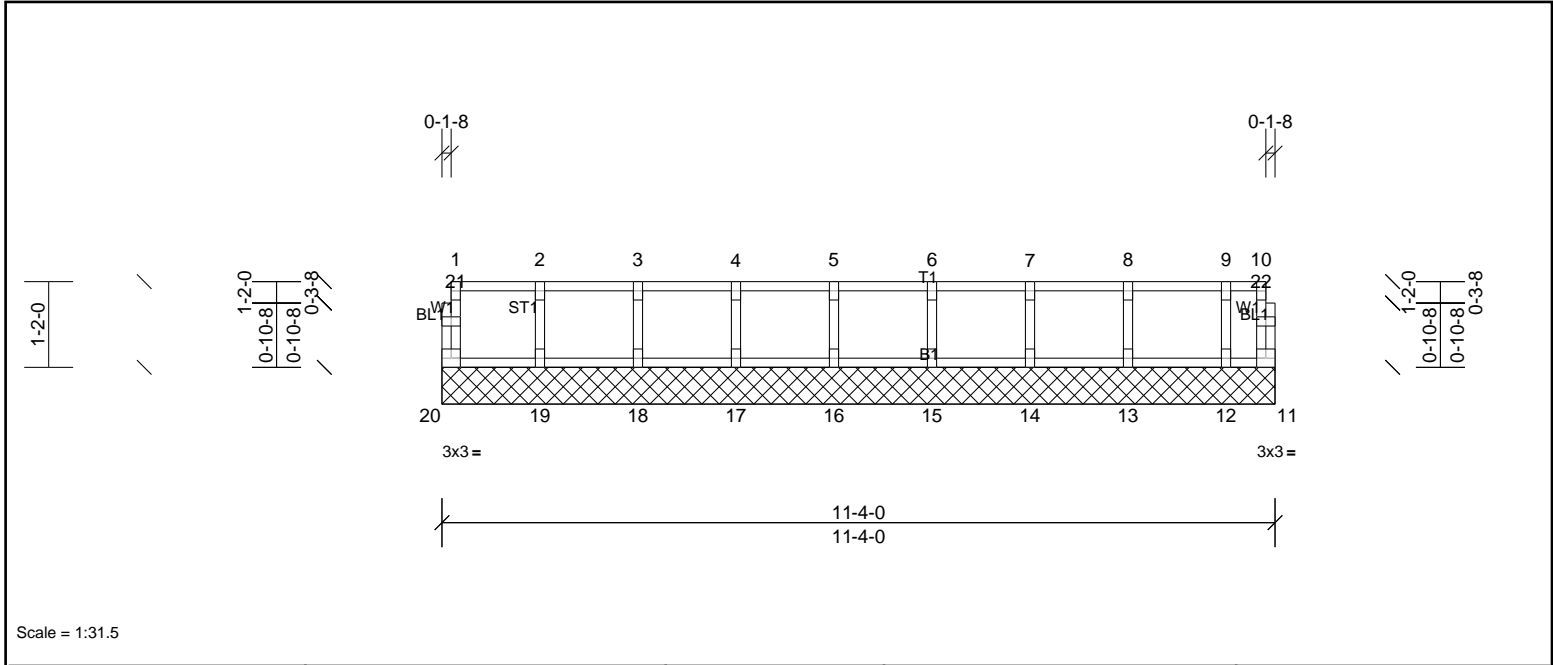 0-1-8 0-1-8
1 2 3 4 5 6 7 8 9 10
21 T1 22
W1 ST1 W1
BL1 BL1
B1
1-2-0
1-2-0
0-3-8
0-10-8
0-10-8
1-2-0
0-3-8
0-10-8
0-10-8
20 19 18 17 16 15 14 13 12 11
3x3 = 3x3 =
11-4-0
11-4-0
Scale = 1:31.5